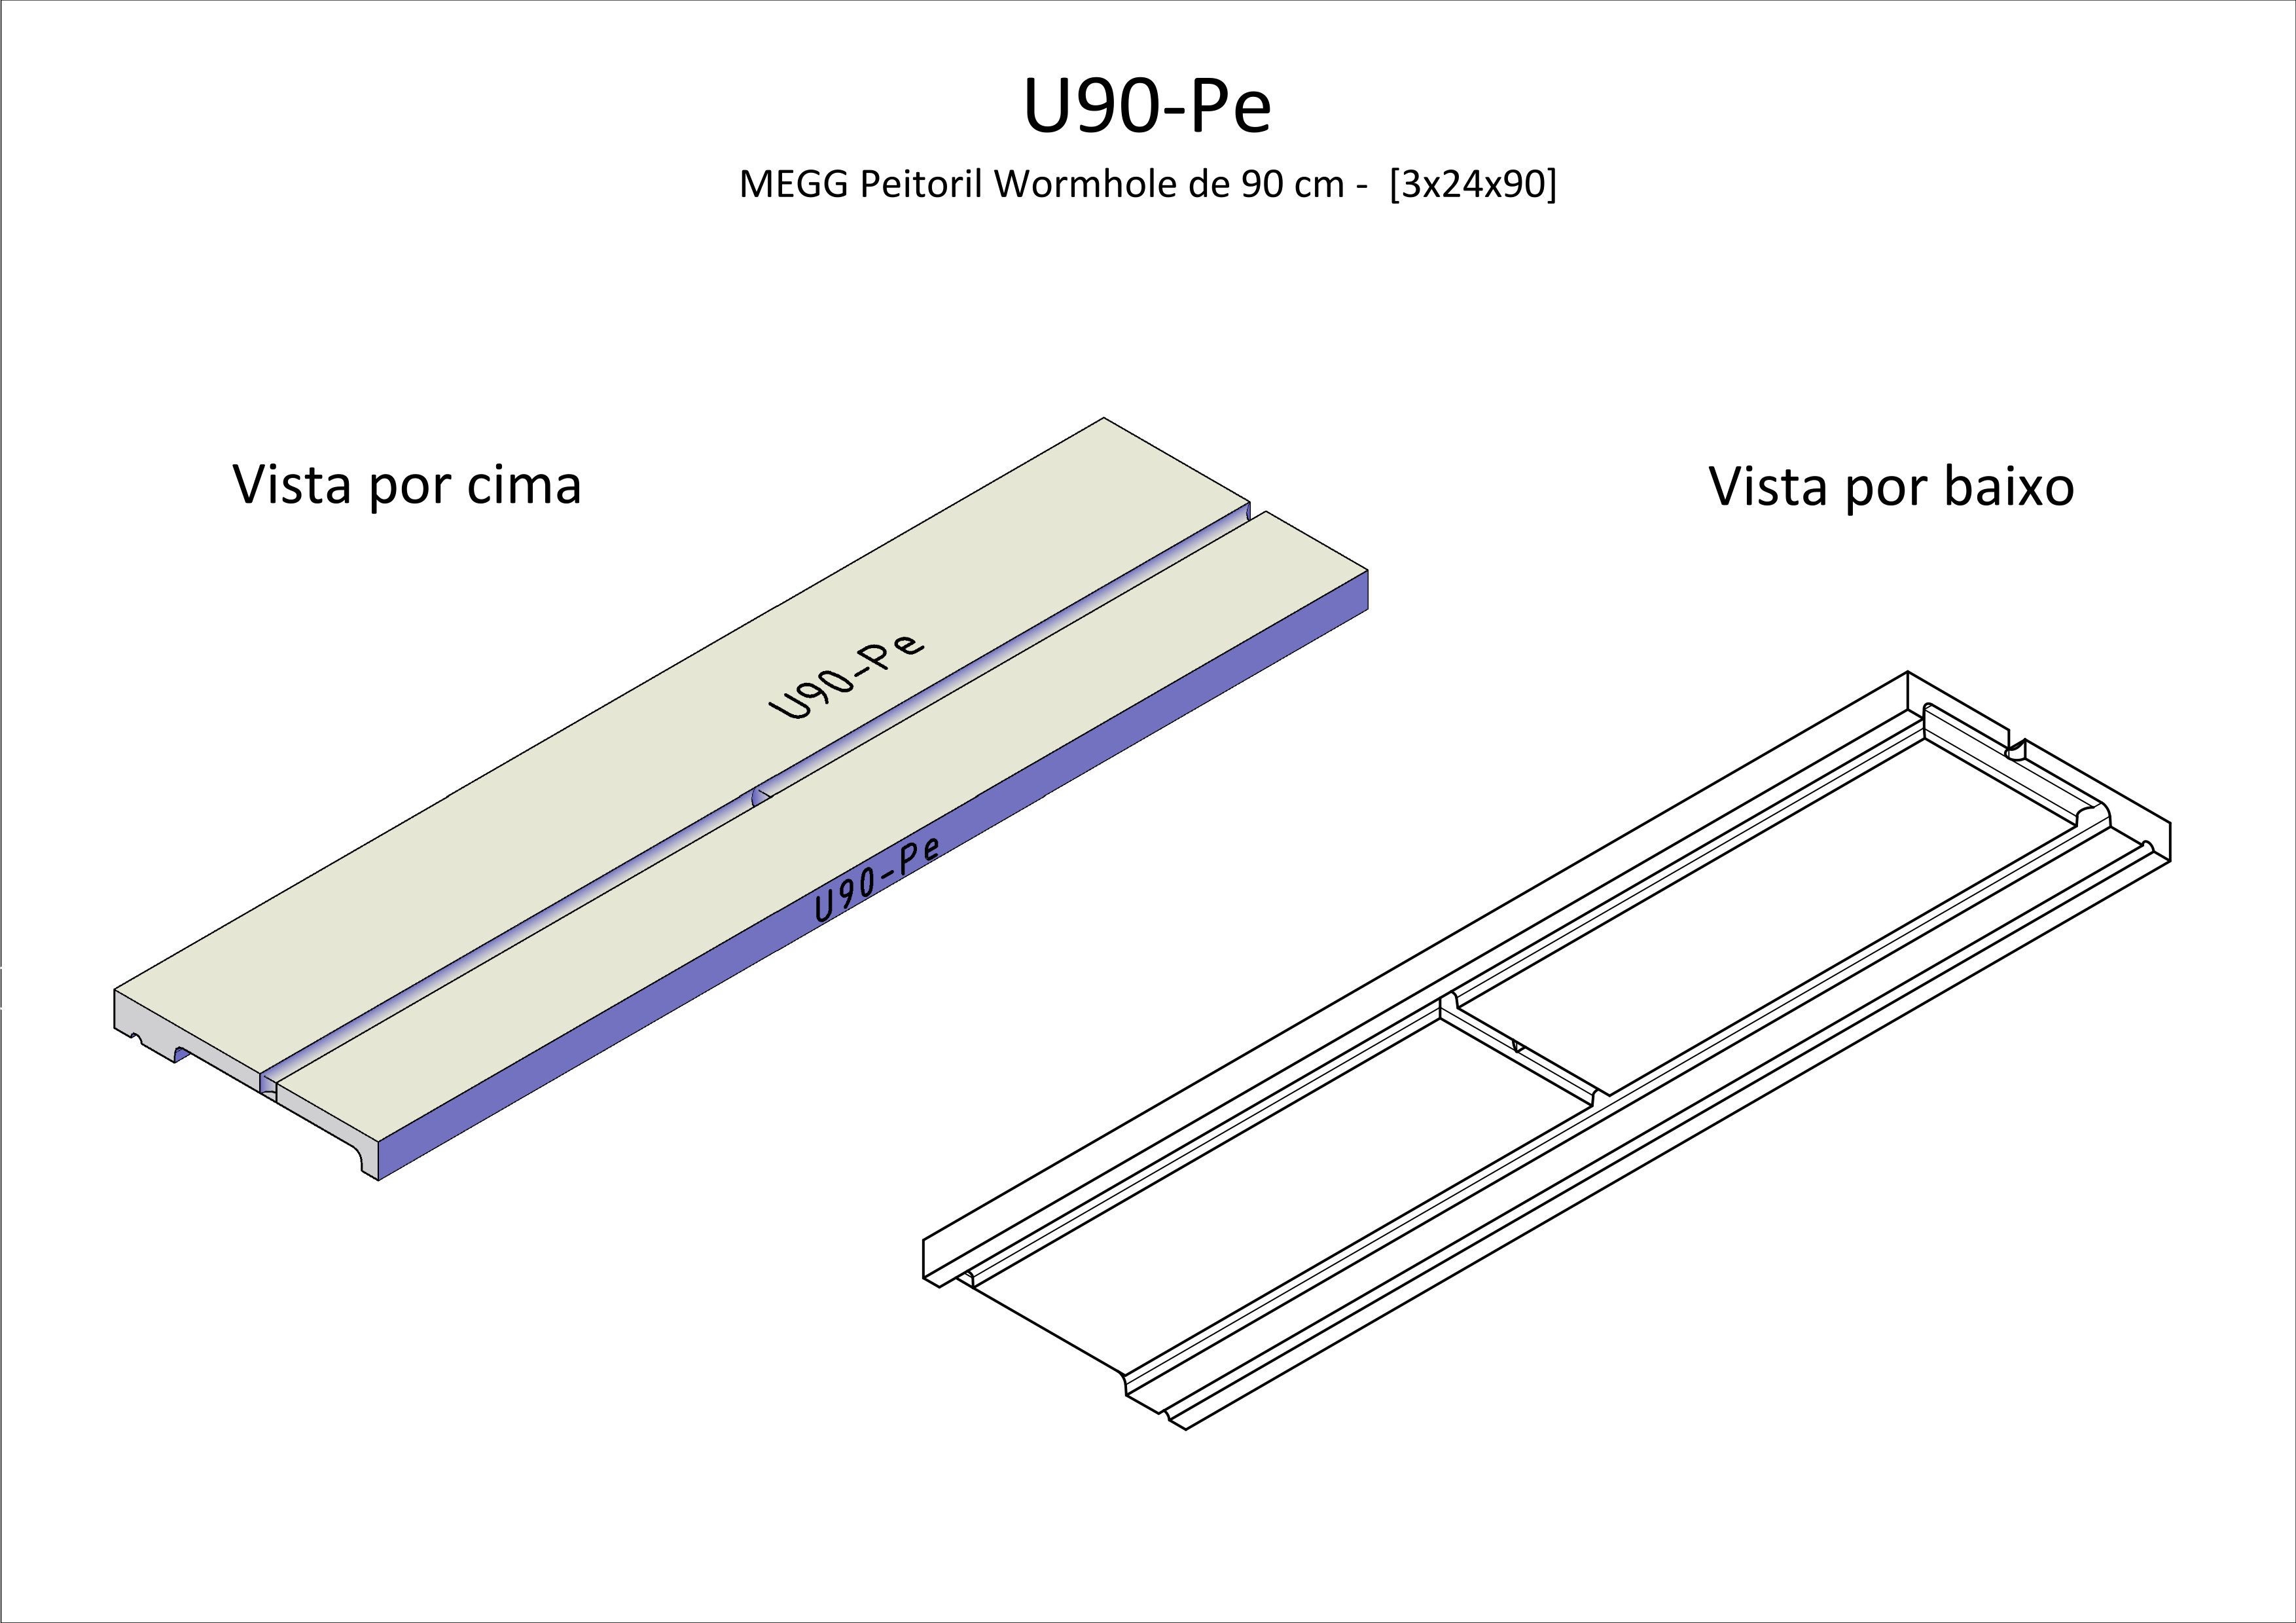 U90-Pe
MEGG Peitoril Wormhole de 90 cm -  [3x24x90]
Vista por cima
Vista por baixo
U90-Pe
U90-Pe